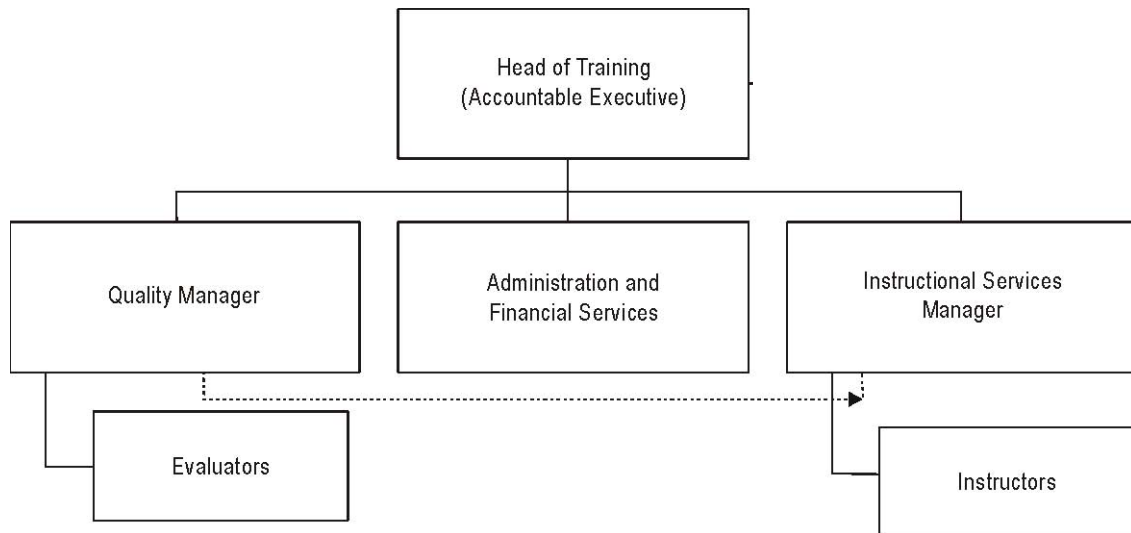 Head of Training
(Accountable Executive)
Quality Manager
Administration and
Financial Services
Instructional Services
Manager
Evaluators
Instructors